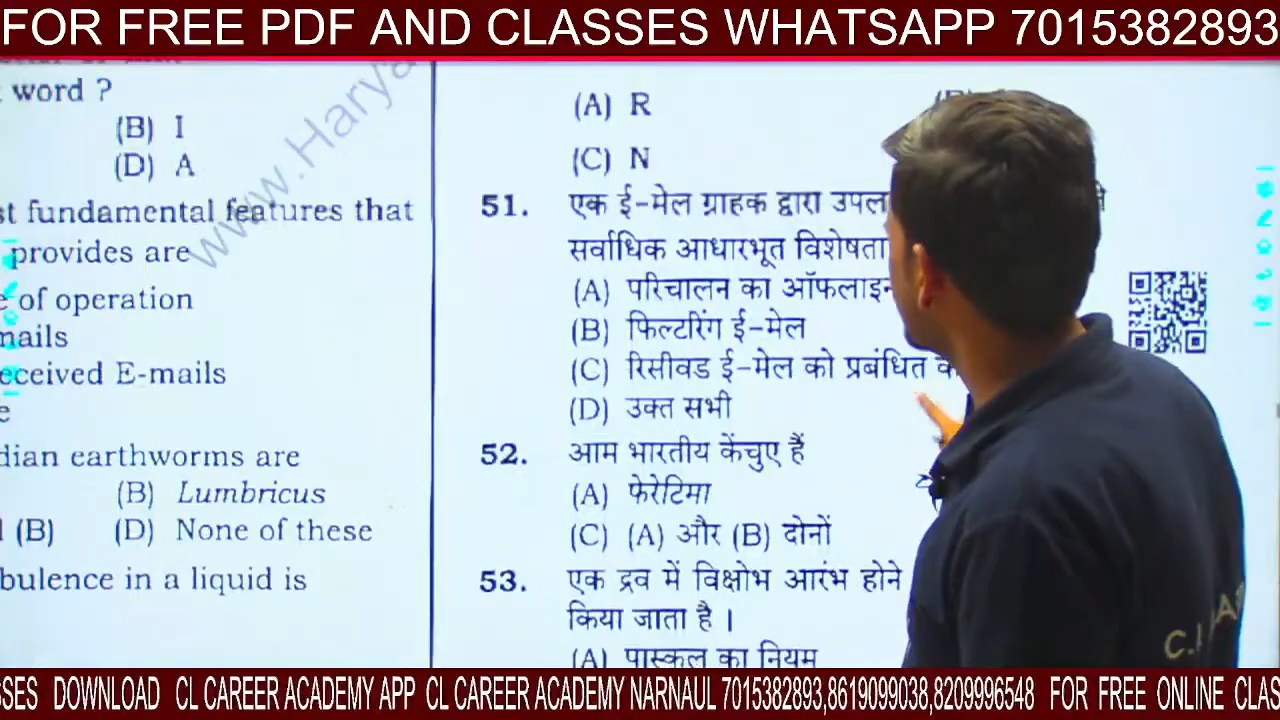 FOR FREE PDF AND CLASSES WHATSAPP 7015382893
word ?
(B) I
(D) A
st fundamental features that
provides are
e of operation
nails
eceived E-mails
e
dian earthworms are
(B) Lumbricus
(B) (D) None of these
bulence in a liquid is
www.Harya
(A) R
(C) N
51. एक ई-मेल ग्राहक द्वारा उपल
सर्वाधिक आधारभूत विशेषता
(A) परिचालन का ऑफलाइन
(B) फिल्टरिंग ई-मेल
(C) रिसीवड ई-मेल को प्रबंधित
(D) उक्त सभी
52. आम भारतीय केंचुए हैं
(A) फेरेटिमा
(C) (A) और (B) दोनों
53. एक द्रव में विक्षोभ आरंभ होने
किया जाता है ।
(A) पास्कल का नियम
C.
SSES DOWNLOAD CL CAREER ACADEMY APP CL CAREER ACADEMY NARNAUL 7015382893,8619099038,8209996548 FOR FREE ONLINE CLAS